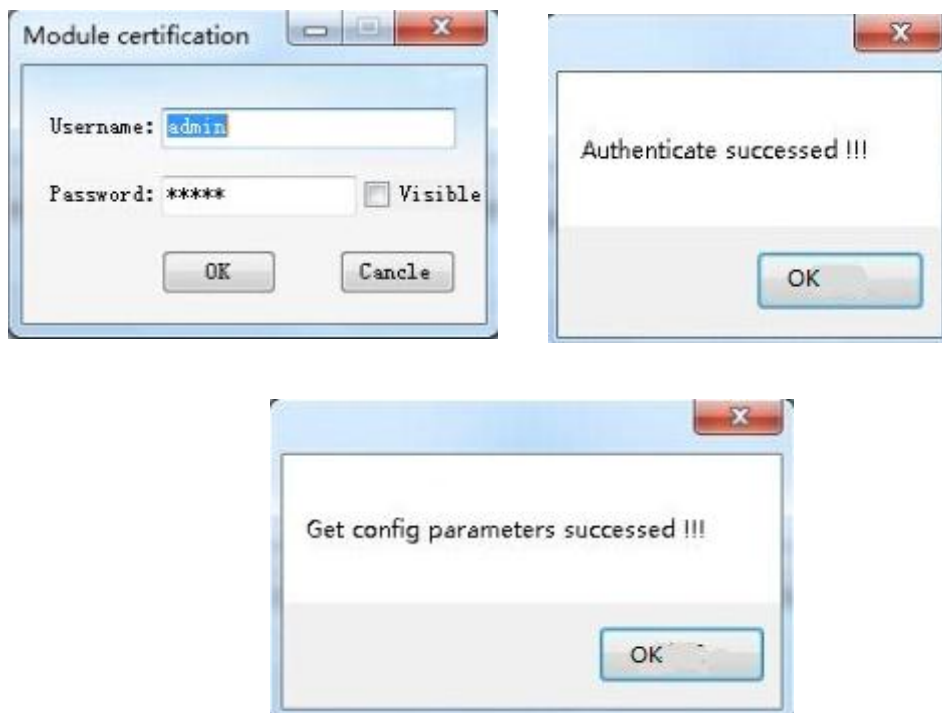 Module certification
Username: admin
Password: ***** Visible
OK Cancle
Authenticate successed !!!
OK
Get config parameters successed !!!
OK